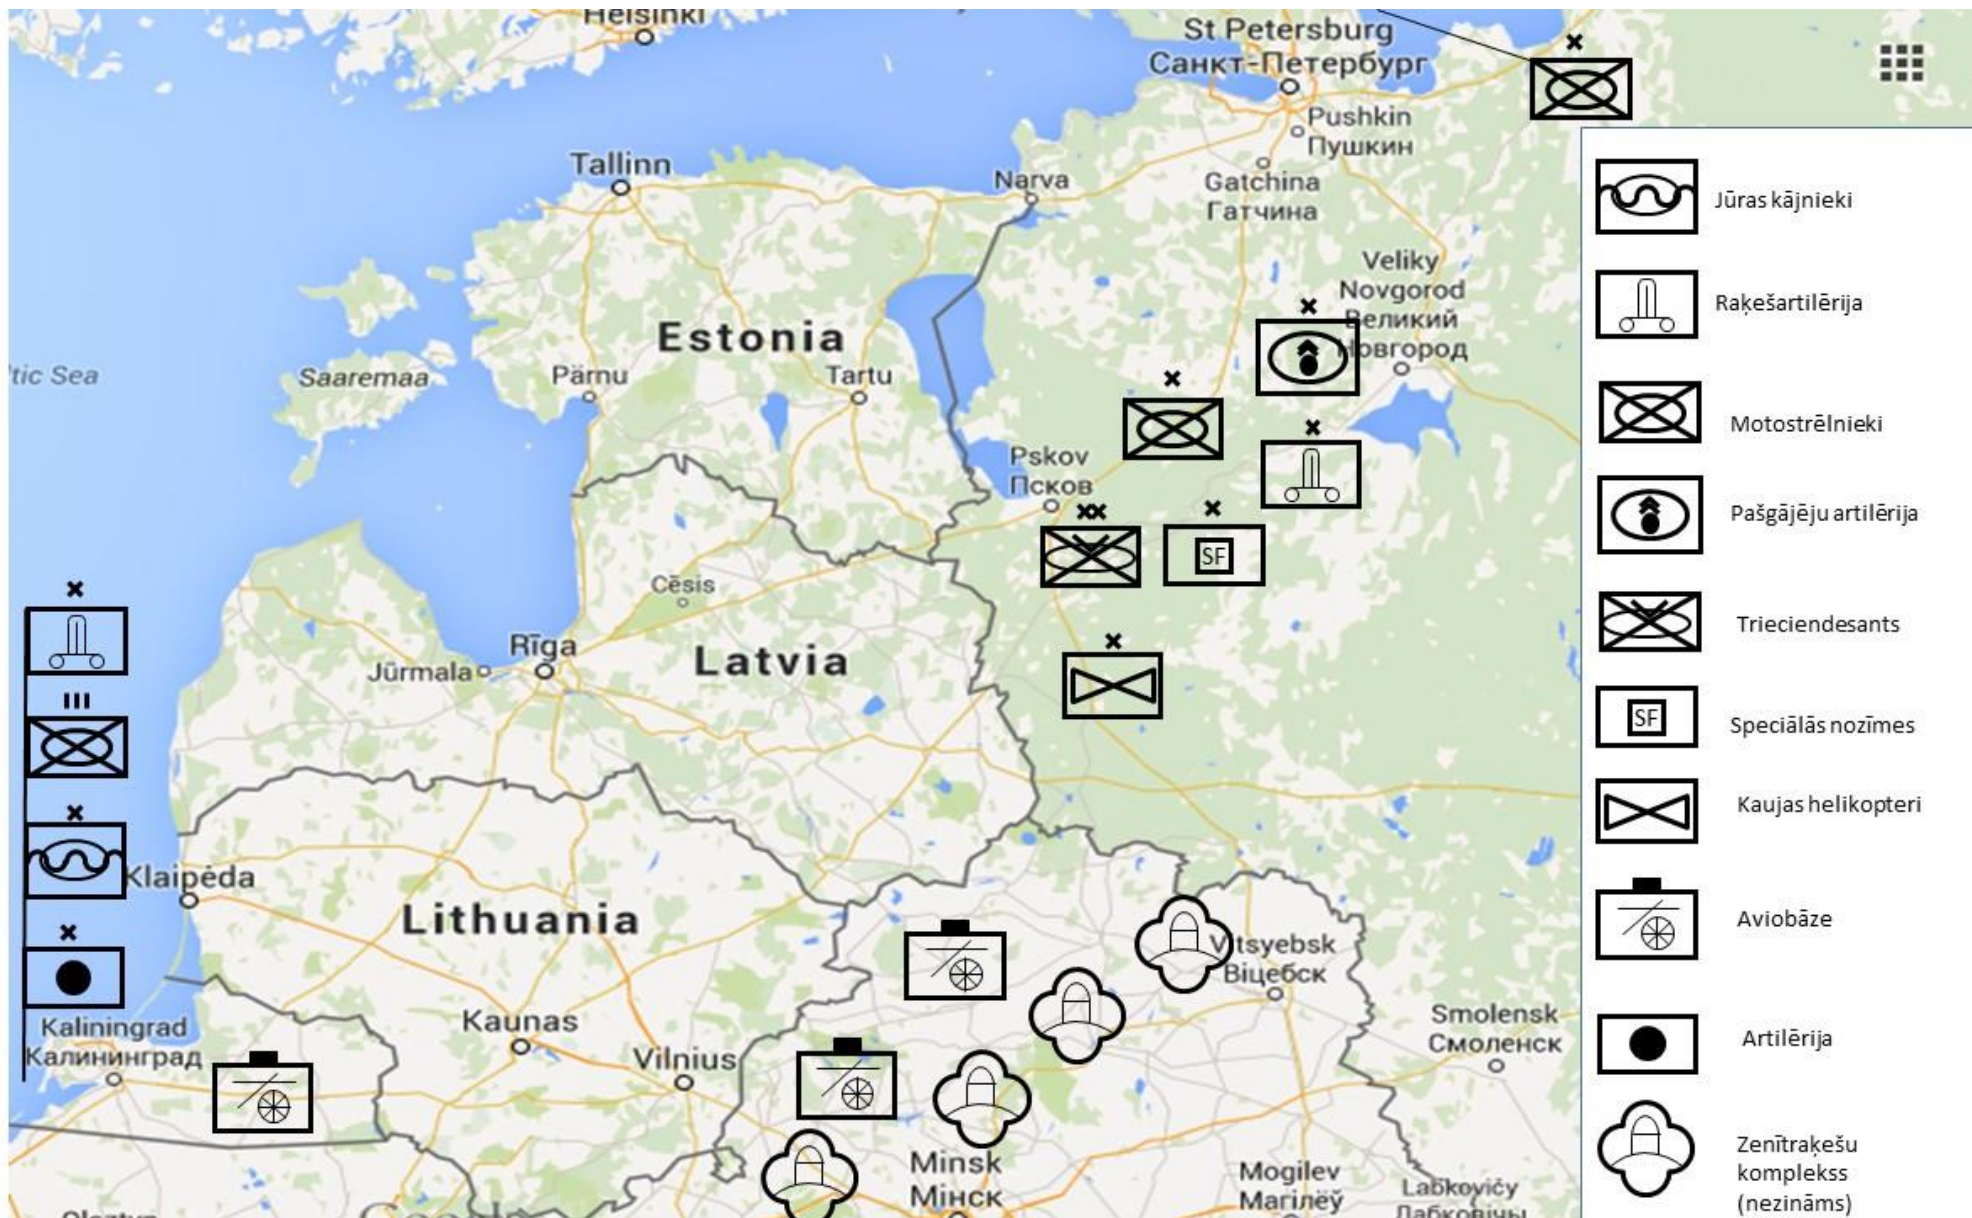 Helsinki
St Petersburg
Санкт-Петербург
Pushkin
Пушкин
Tallinn
Narva
Gatchina
Гатчина
Jūras kājnieki
Veliky
Novgorod
Великий
Новгород
Raķešartilērija
Estonia
tic Sea
Saaremaa
Pärnu
Tartu
Motostrēlnieki
Pskov
Псков
Pašgājēju artilērija
SF
Cēsis
Trieciendesants
Rīga
Jūrmala
Latvia
SF
Speciālās nozīmes
Kaujas helikopteri
Klaipėda
Lithuania
Aviobāze
Vitsyebsk
Віцебск
Kaliningrad
Калининград
Kaunas
Vilnius
Smolensk
Смоленск
Artilērija
Minsk
Мінск
Mogilev
Магілёў
Labkovičy
Лабковічы
Zenītraķešu
komplekss
(nezināms)
Olsztyn
Google